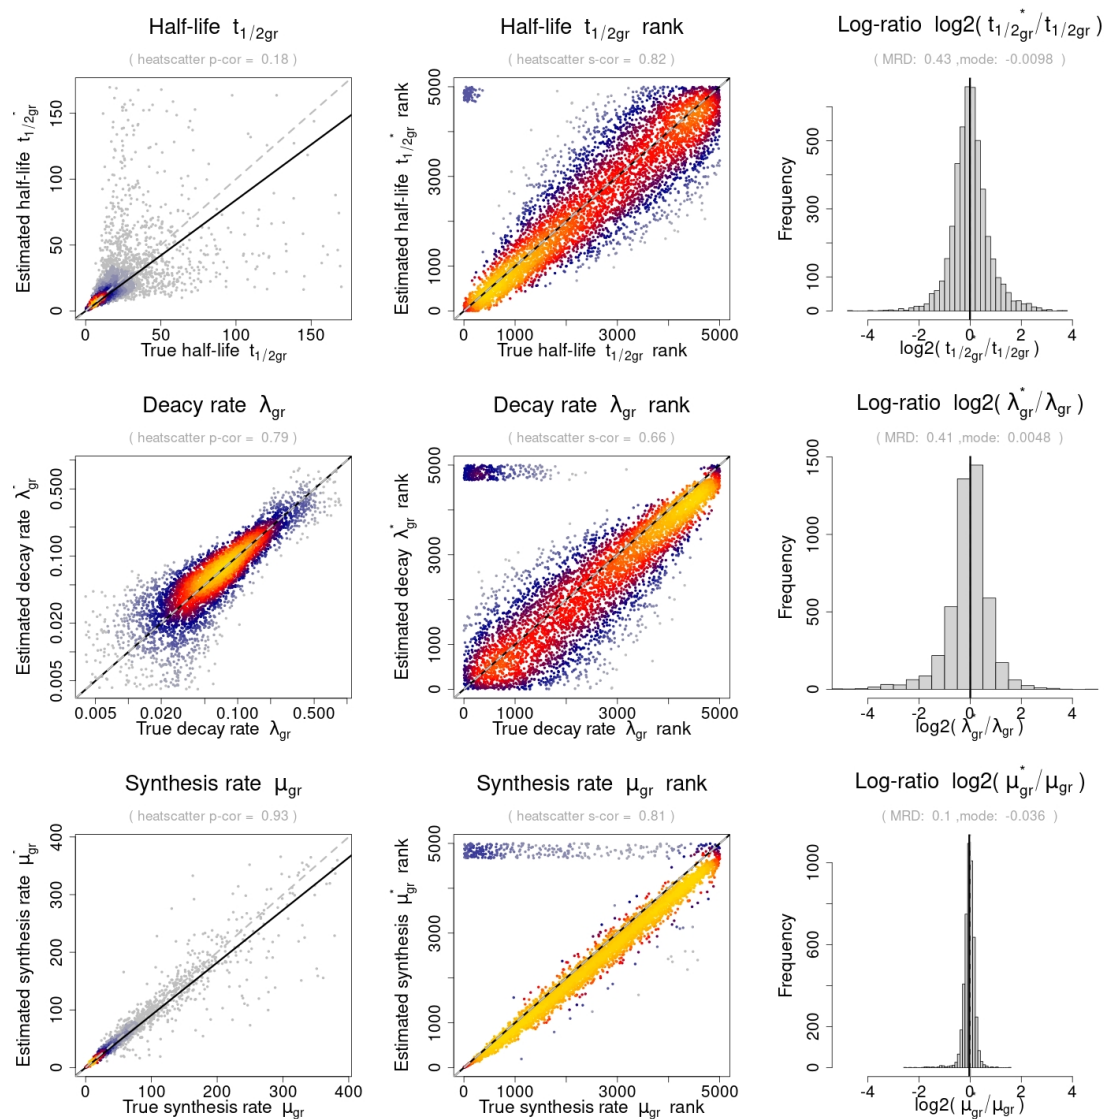 Half-life t1/2gr
( heatscatter p-cor = 0.18 )
Estimated half-life t*1/2gr
0 50 100 150
0 50 100 150
True half-life t1/2gr
Half-life t1/2gr rank
( heatscatter s-cor = 0.82 )
Estimated half-life t*1/2gr rank
0 1000 3000 5000
0 1000 3000 5000
True half-life t1/2gr rank
Log-ratio log2( t*1/2gr/t1/2gr )
( MRD: 0.43 ,mode: -0.0098 )
Frequency
0 100 300 500
-4 -2 0 2 4
log2( t1/2gr/t1/2gr )
Deacy rate λgr
( heatscatter p-cor = 0.79 )
Estimated decay rate λ*gr
0.005 0.020 0.100 0.500
0.005 0.020 0.100 0.500
True decay rate λgr
Decay rate λgr rank
( heatscatter s-cor = 0.66 )
Estimated decay λ*gr rank
0 1000 3000 5000
0 1000 3000 5000
True decay rate λgr rank
Log-ratio log2( λ*gr/λgr )
( MRD: 0.41 ,mode: 0.0048 )
Frequency
0 500 1000 1500
-4 -2 0 2 4
log2( λgr/λgr )
Synthesis rate μgr
( heatscatter p-cor = 0.93 )
Estimated synthesis rate μ*gr
0 100 200 300 400
0 100 200 300 400
True synthesis rate μgr
Synthesis rate μgr rank
( heatscatter s-cor = 0.81 )
Estimated synthesis μ*gr rank
0 1000 3000 5000
0 1000 3000 5000
True synthesis rate μgr rank
Log-ratio log2( μ*gr/μgr )
( MRD: 0.1 ,mode: -0.036 )
Frequency
0 200 600 1000
-4 -2 0 2 4
log2( μgr/μgr )